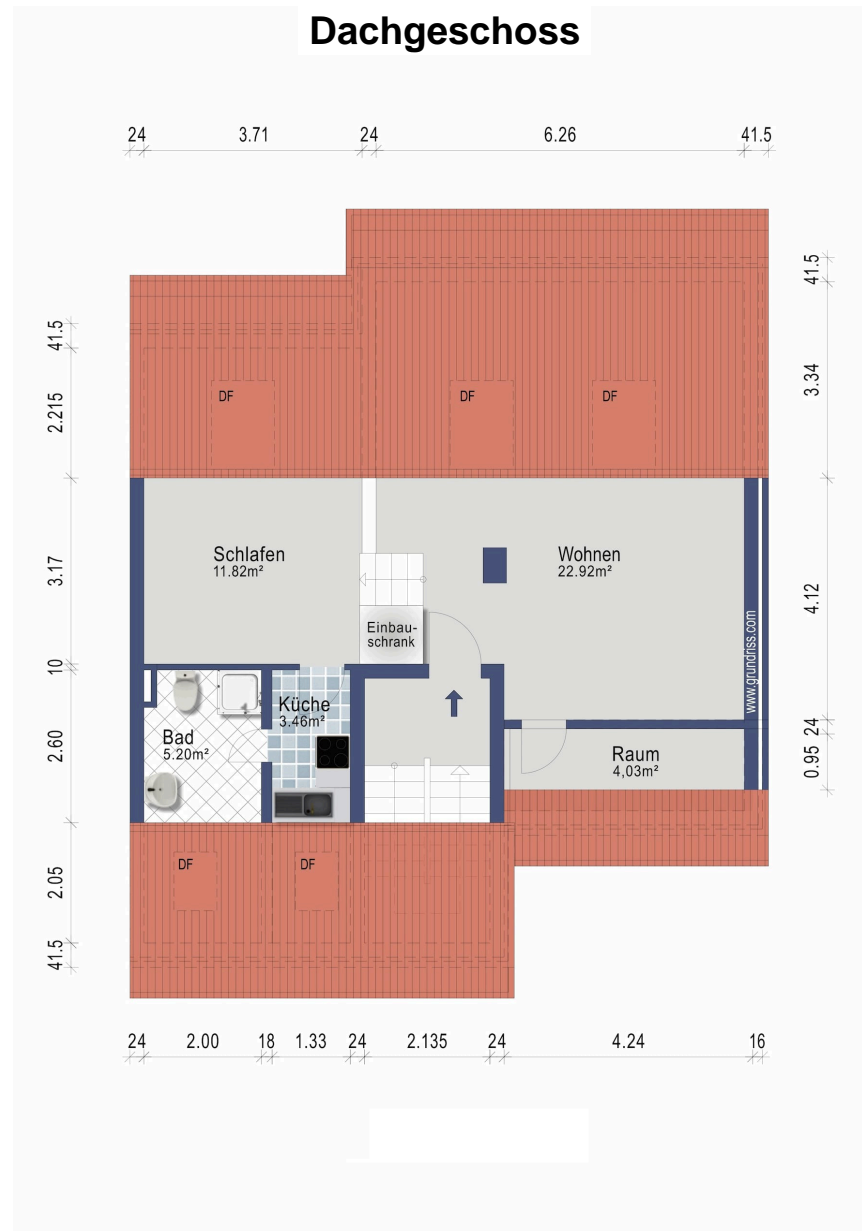 Dachgeschoss
24 3.71 24 6.26 41.5
41.5
3.34
4.12
24
0.95
41.5
2.215
3.17
10
2.60
2.05
41.5
DF
DF
DF
Schlafen
11.82m²
Wohnen
22.92m²
Einbau-
schrank
www.grundriss.com
Küche
3.46m²
Bad
5.20m²
Raum
4,03m²
DF
DF
24 2.00 18 1.33 24 2.135 24 4.24 16